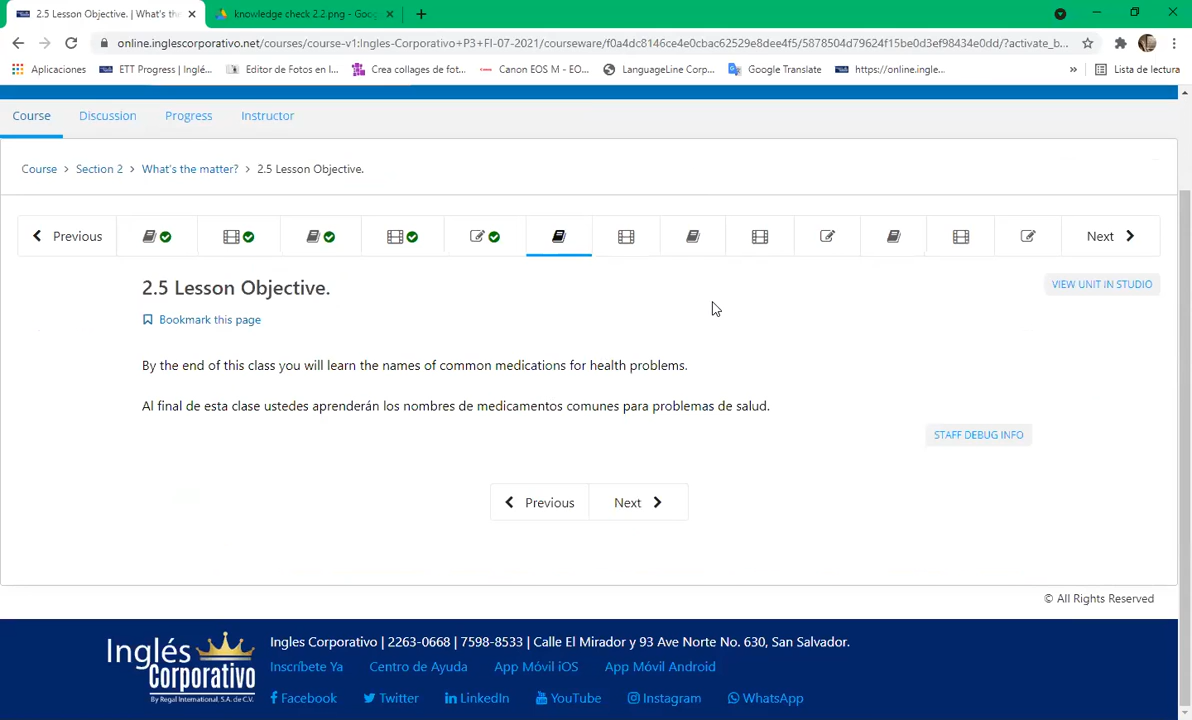 2.5 Lesson Objective. | What's th
knowledge check 2.2.png - Goog
online.inglescorporativo.net/courses/course-v1:Ingles-Corporativo+P3+FI-07-2021/courseware/f0a4dc8146ce4e0cbac62529e8dee4f5/5878504d79624f15be0d3ef98434e0dd/?activate_b...
Aplicaciones ETT Progress | Inglé... Editor de Fotos en l... Crea collages de fot... Canon EOS M - EO... LanguageLine Corp... Google Translate https://online.ingle... » Lista de lectura
Course Discussion Progress Instructor
Course > Section 2 > What's the matter? > 2.5 Lesson Objective.
Previous Next
2.5 Lesson Objective.
VIEW UNIT IN STUDIO
Bookmark this page
By the end of this class you will learn the names of common medications for health problems.
Al final de esta clase ustedes aprenderán los nombres de medicamentos comunes para problemas de salud.
STAFF DEBUG INFO
Previous Next
© All Rights Reserved
Inglés Corporativo
By Regal International, S.A. de C.V.
Ingles Corporativo | 2263-0668 | 7598-8533 | Calle El Mirador y 93 Ave Norte No. 630, San Salvador.
Inscríbete Ya Centro de Ayuda App Móvil iOS App Móvil Android
Facebook Twitter LinkedIn YouTube Instagram WhatsApp